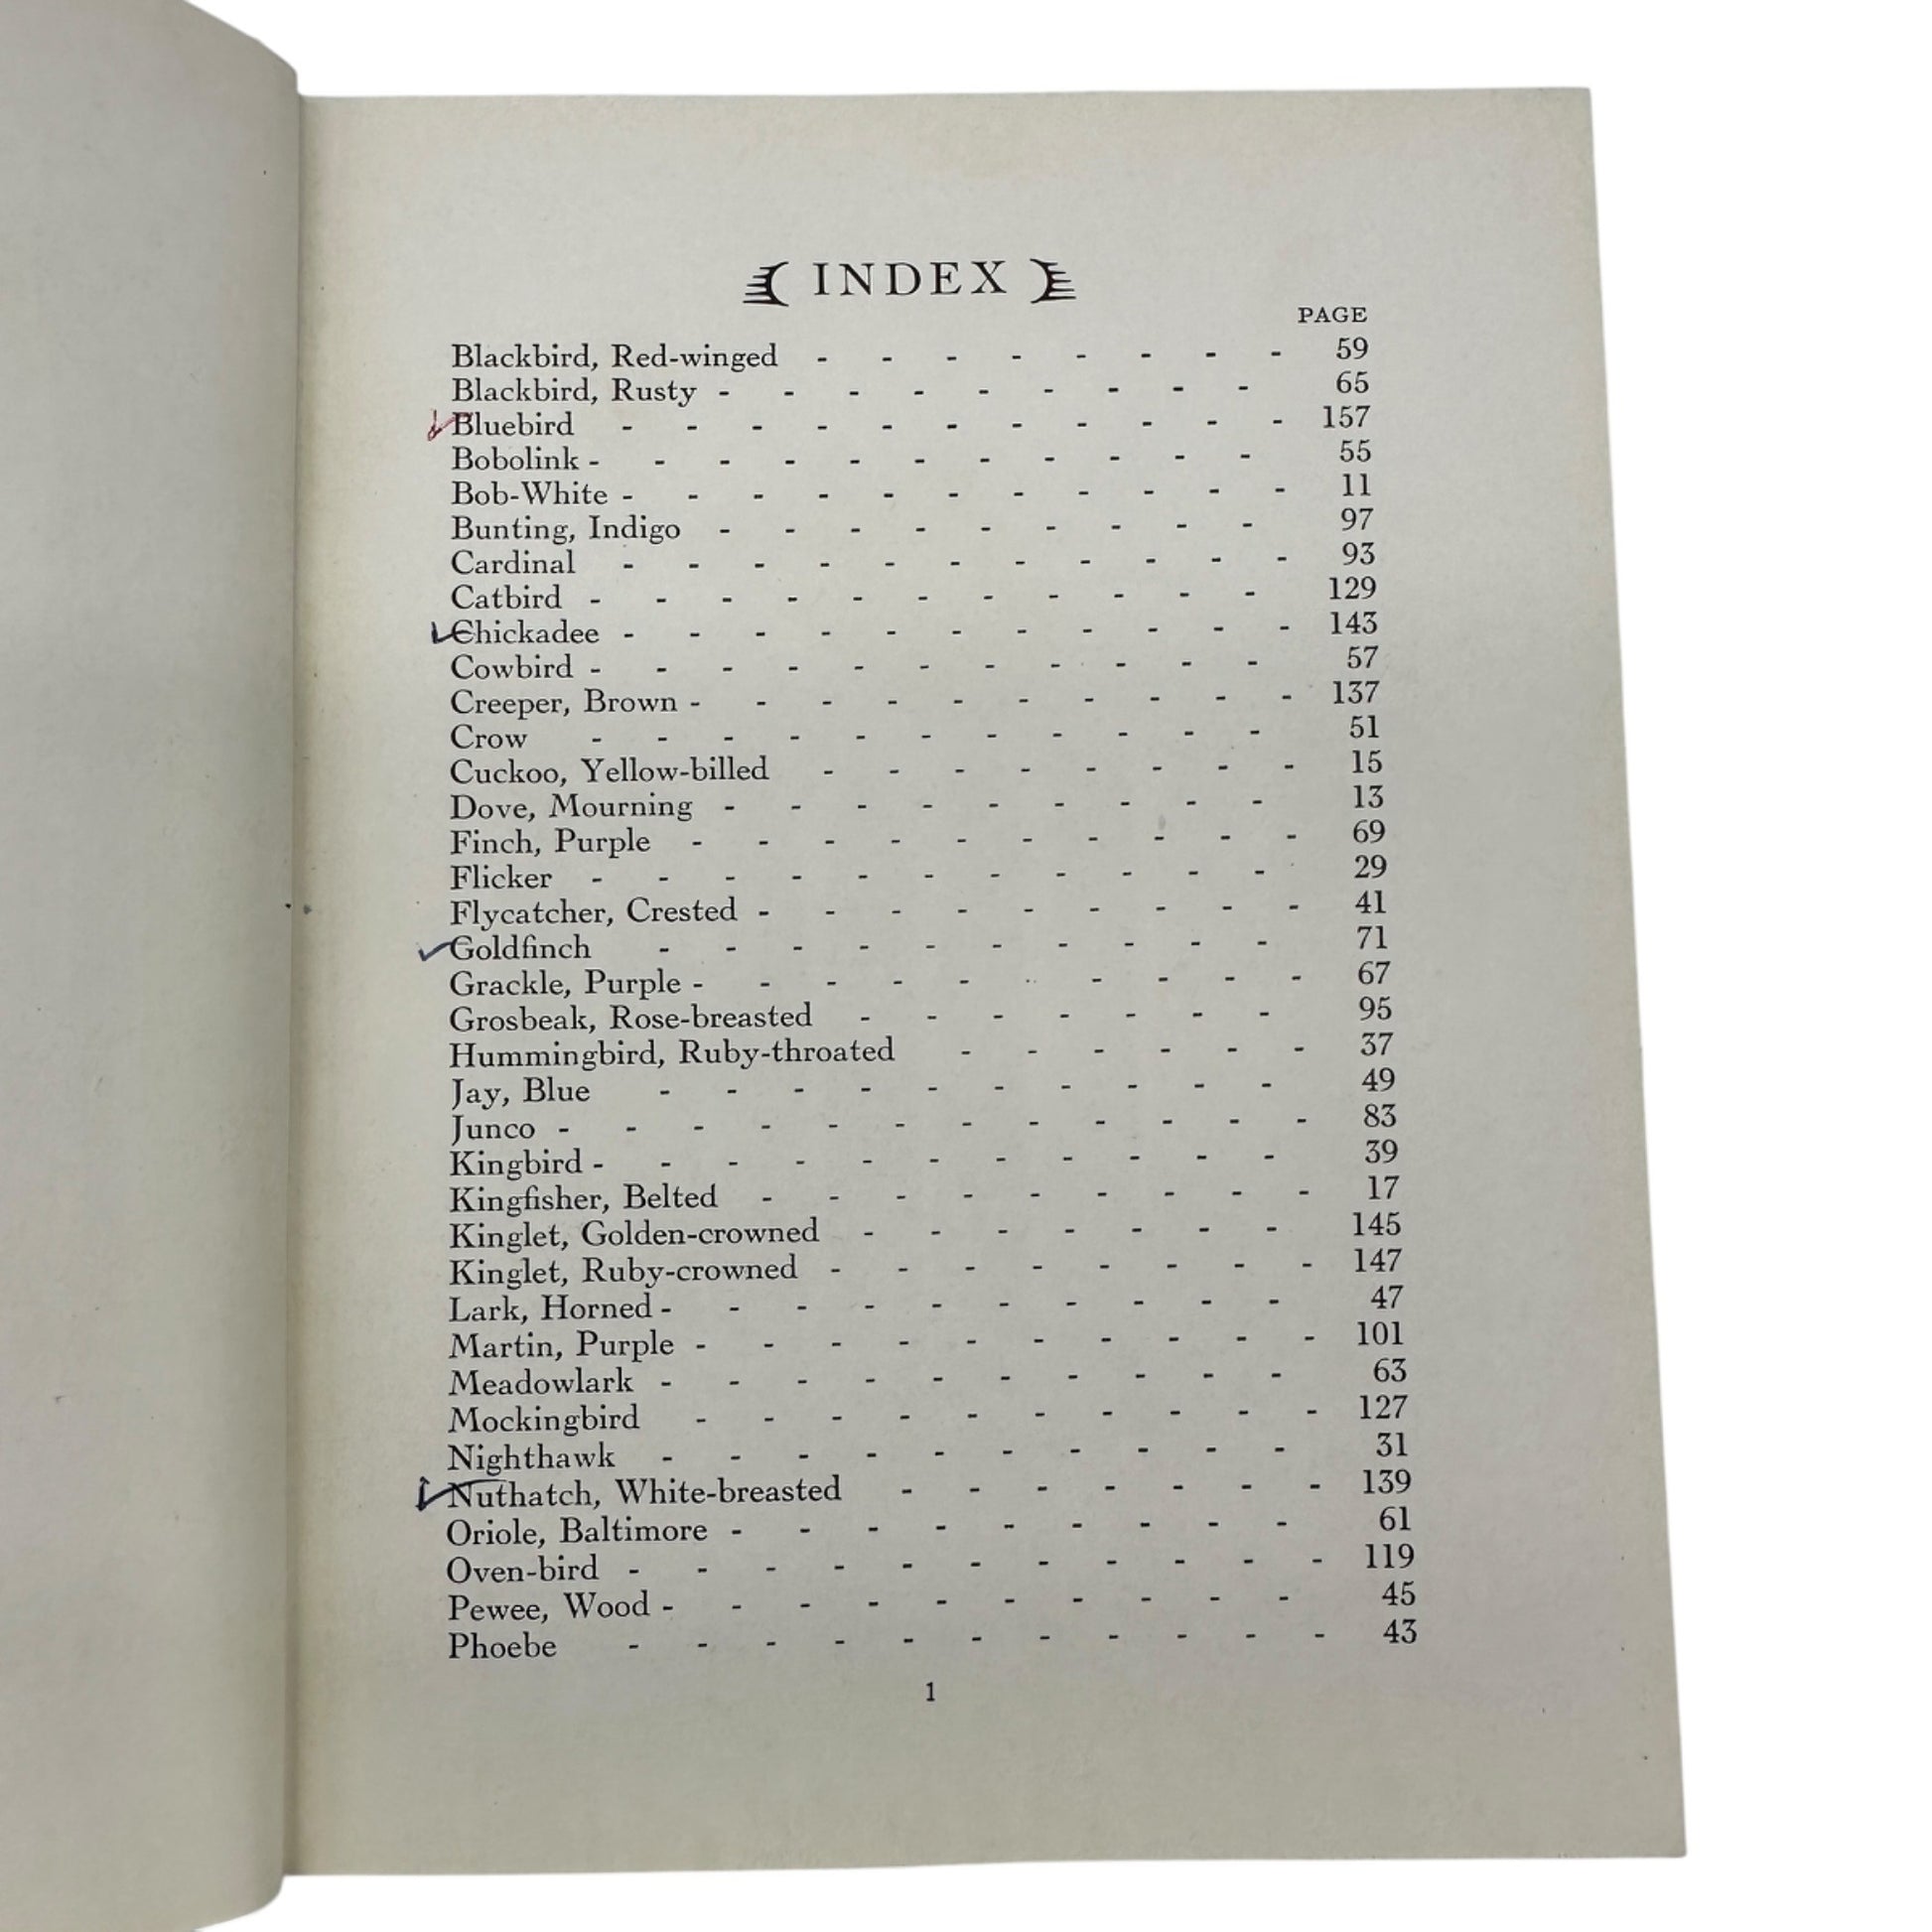 INDEX
PAGE
Blackbird, Red-winged - - - - - - - - 59
Blackbird, Rusty - - - - - - - - - 65
Bluebird - - - - - - - - - - - 157
Bobolink - - - - - - - - - - - 55
Bob-White - - - - - - - - - - - 11
Bunting, Indigo - - - - - - - - - 97
Cardinal - - - - - - - - - - - 93
Catbird - - - - - - - - - - - 129
Chickadee - - - - - - - - - - - 143
Cowbird - - - - - - - - - - - 57
Creeper, Brown - - - - - - - - - - 137
Crow - - - - - - - - - - - 51
Cuckoo, Yellow-billed - - - - - - - - 15
Dove, Mourning - - - - - - - - - 13
Finch, Purple - - - - - - - - - - 69
Flicker - - - - - - - - - - - 29
Flycatcher, Crested - - - - - - - - - 41
Goldfinch - - - - - - - - - - 71
Grackle, Purple - - - - - - - - - 67
Grosbeak, Rose-breasted - - - - - - - 95
Hummingbird, Ruby-throated - - - - - - 37
Jay, Blue - - - - - - - - - - 49
Junco - - - - - - - - - - - - 83
Kingbird - - - - - - - - - - - 39
Kingfisher, Belted - - - - - - - - - 17
Kinglet, Golden-crowned - - - - - - - 145
Kinglet, Ruby-crowned - - - - - - - - 147
Lark, Horned - - - - - - - - - - 47
Martin, Purple - - - - - - - - - - 101
Meadowlark - - - - - - - - - - 63
Mockingbird - - - - - - - - - - 127
Nighthawk - - - - - - - - - - 31
Nuthatch, White-breasted - - - - - - - 139
Oriole, Baltimore - - - - - - - - - 61
Oven-bird - - - - - - - - - - - 119
Pewee, Wood - - - - - - - - - - 45
Phoebe - - - - - - - - - - - 43
1